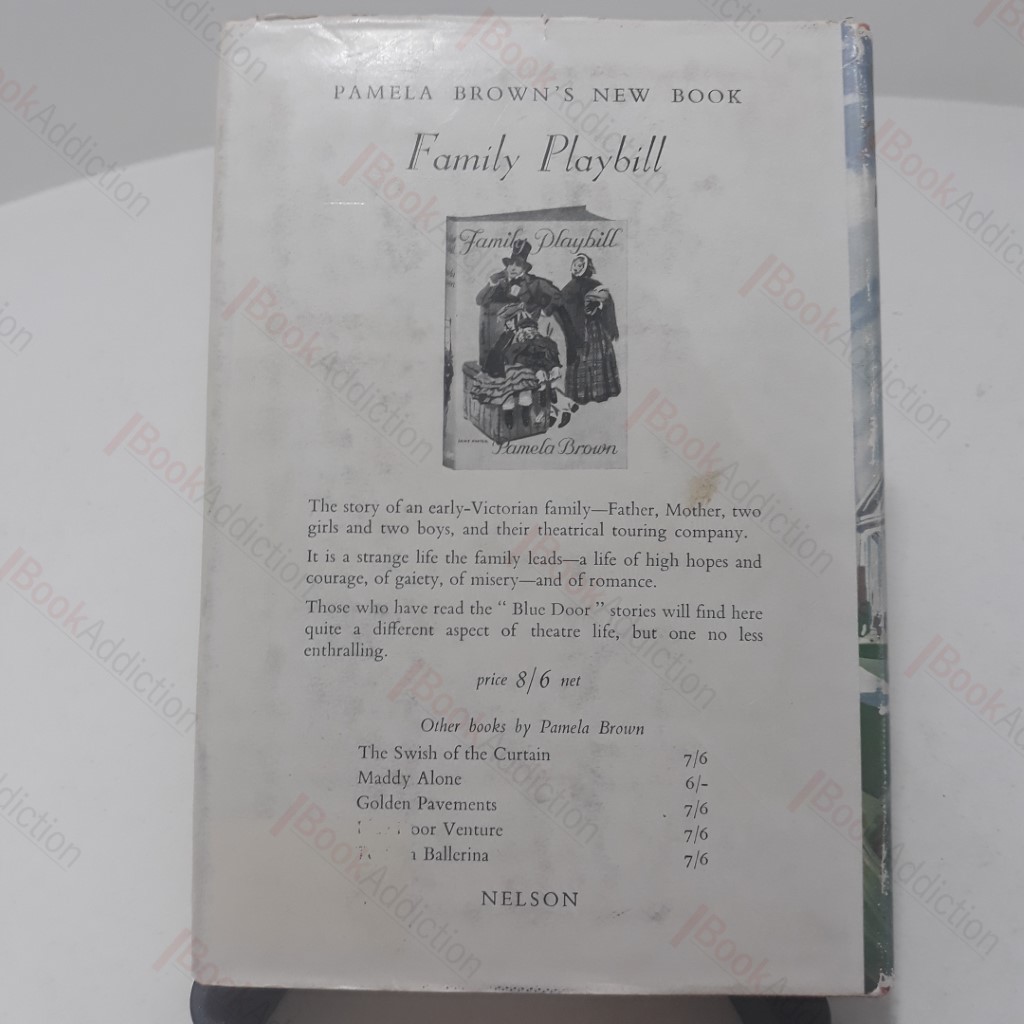 PAMELA BROWN'S NEW BOOK
Family Playbill
Family Playbill
Pamela Brown
The story of an early-Victorian family—Father, Mother, two
girls and two boys, and their theatrical touring company.
It is a strange life the family leads—a life of high hopes and
courage, of gaiety, of misery—and of romance.
Those who have read the “ Blue Door ” stories will find here
quite a different aspect of theatre life, but one no less
enthralling.
price 8/6 net
Other books by Pamela Brown
The Swish of the Curtain 7/6
Maddy Alone 6/-
Golden Pavements 7/6
Venture 7/6
Ballerina 7/6
NELSON
BookAddiction